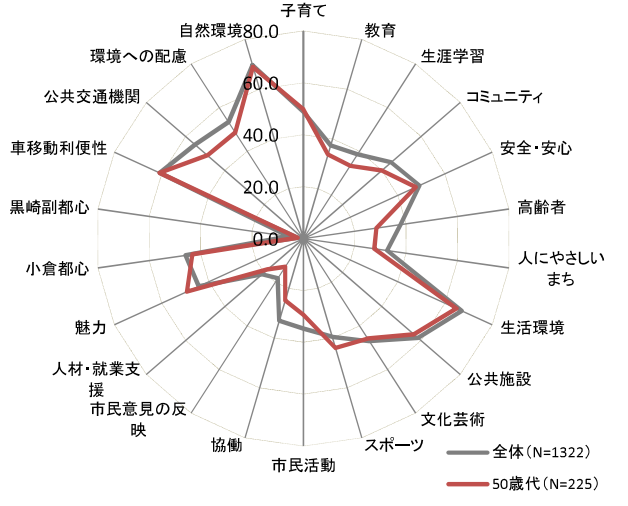 子育て
教育
生涯学習
コミュニティ
安全・安心
高齢者
人にやさしい
まち
生活環境
公共施設
文化芸術
スポーツ
市民活動
協働
市民意見の反
映
人材・就業支
援
魅力
小倉都心
黒崎副都心
車移動利便性
公共交通機関
環境への配慮
自然環境
80.0
60.0
40.0
20.0
0.0
全体（N=1322）
50歳代（N=225）